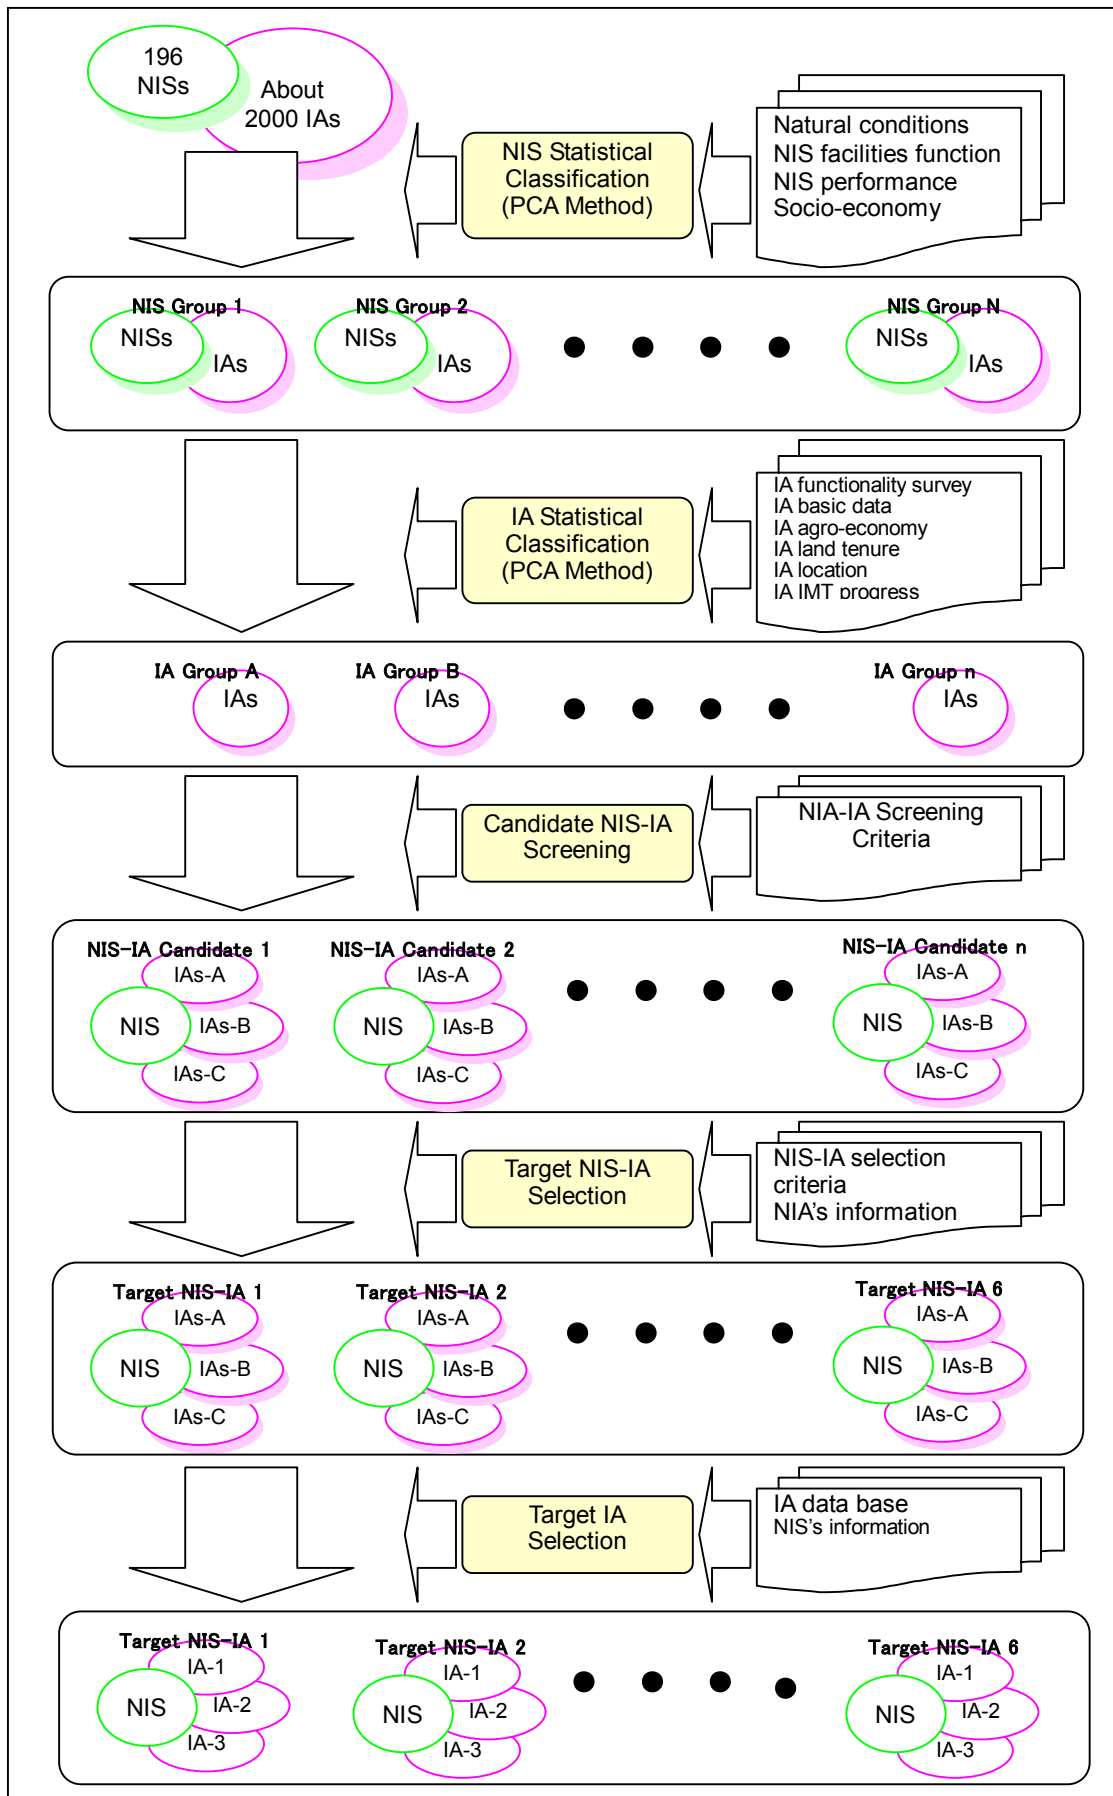 196
NISs
About
2000 IAs
NIS Statistical
Classification
(PCA Method)
Natural conditions
NIS facilities function
NIS performance
Socio-economy
NIS Group 1
NISs
IAs
NIS Group 2
NISs
IAs
NIS Group N
NISs
IAs
IA Statistical
Classification
(PCA Method)
IA functionality survey
IA basic data
IA agro-economy
IA land tenure
IA location
IA IMT progress
IA Group A
IAs
IA Group B
IAs
IA Group n
IAs
Candidate NIS-IA
Screening
NIA-IA Screening
Criteria
NIS-IA Candidate 1
IAs-A
NIS
IAs-B
IAs-C
NIS-IA Candidate 2
IAs-A
NIS
IAs-B
IAs-C
NIS-IA Candidate n
IAs-A
NIS
IAs-B
IAs-C
Target NIS-IA
Selection
NIS-IA selection
criteria
NIA's information
Target NIS-IA 1
IAs-A
NIS
IAs-B
IAs-C
Target NIS-IA 2
IAs-A
NIS
IAs-B
IAs-C
Target NIS-IA 6
IAs-A
NIS
IAs-B
IAs-C
Target IA
Selection
IA data base
NIS's information
Target NIS-IA 1
IA-1
NIS
IA-2
IA-3
Target NIS-IA 2
IA-1
NIS
IA-2
IA-3
Target NIS-IA 6
IA-1
NIS
IA-2
IA-3